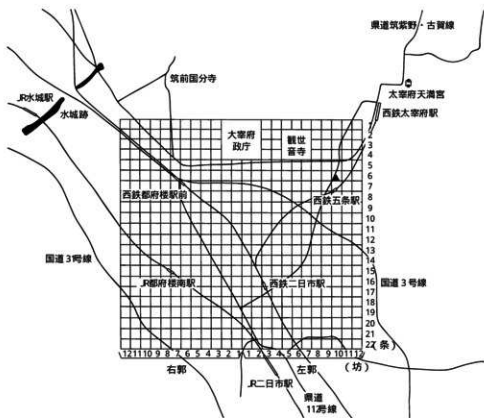 県道筑紫野・古賀線
筑前国分寺
太宰府天満宮
JR水城駅
水城跡
西鉄太宰府駅
大宰府
政庁
観世
音寺
1
2
3
4
5
6
7
8
9
10
11
12
13
14
15
16
17
18
19
20
21
22(条)
西鉄都府楼駅前
西鉄五条駅
国道31号線
JR都府楼南駅
西鉄二日市駅
国道3号線
12 11 10 9 8 7 6 5 4 3 2 1 1 2 3 4 5 6 7 8 9 10 11 12
(坊)
右郭
左郭
JR二日市駅
県道
112号線